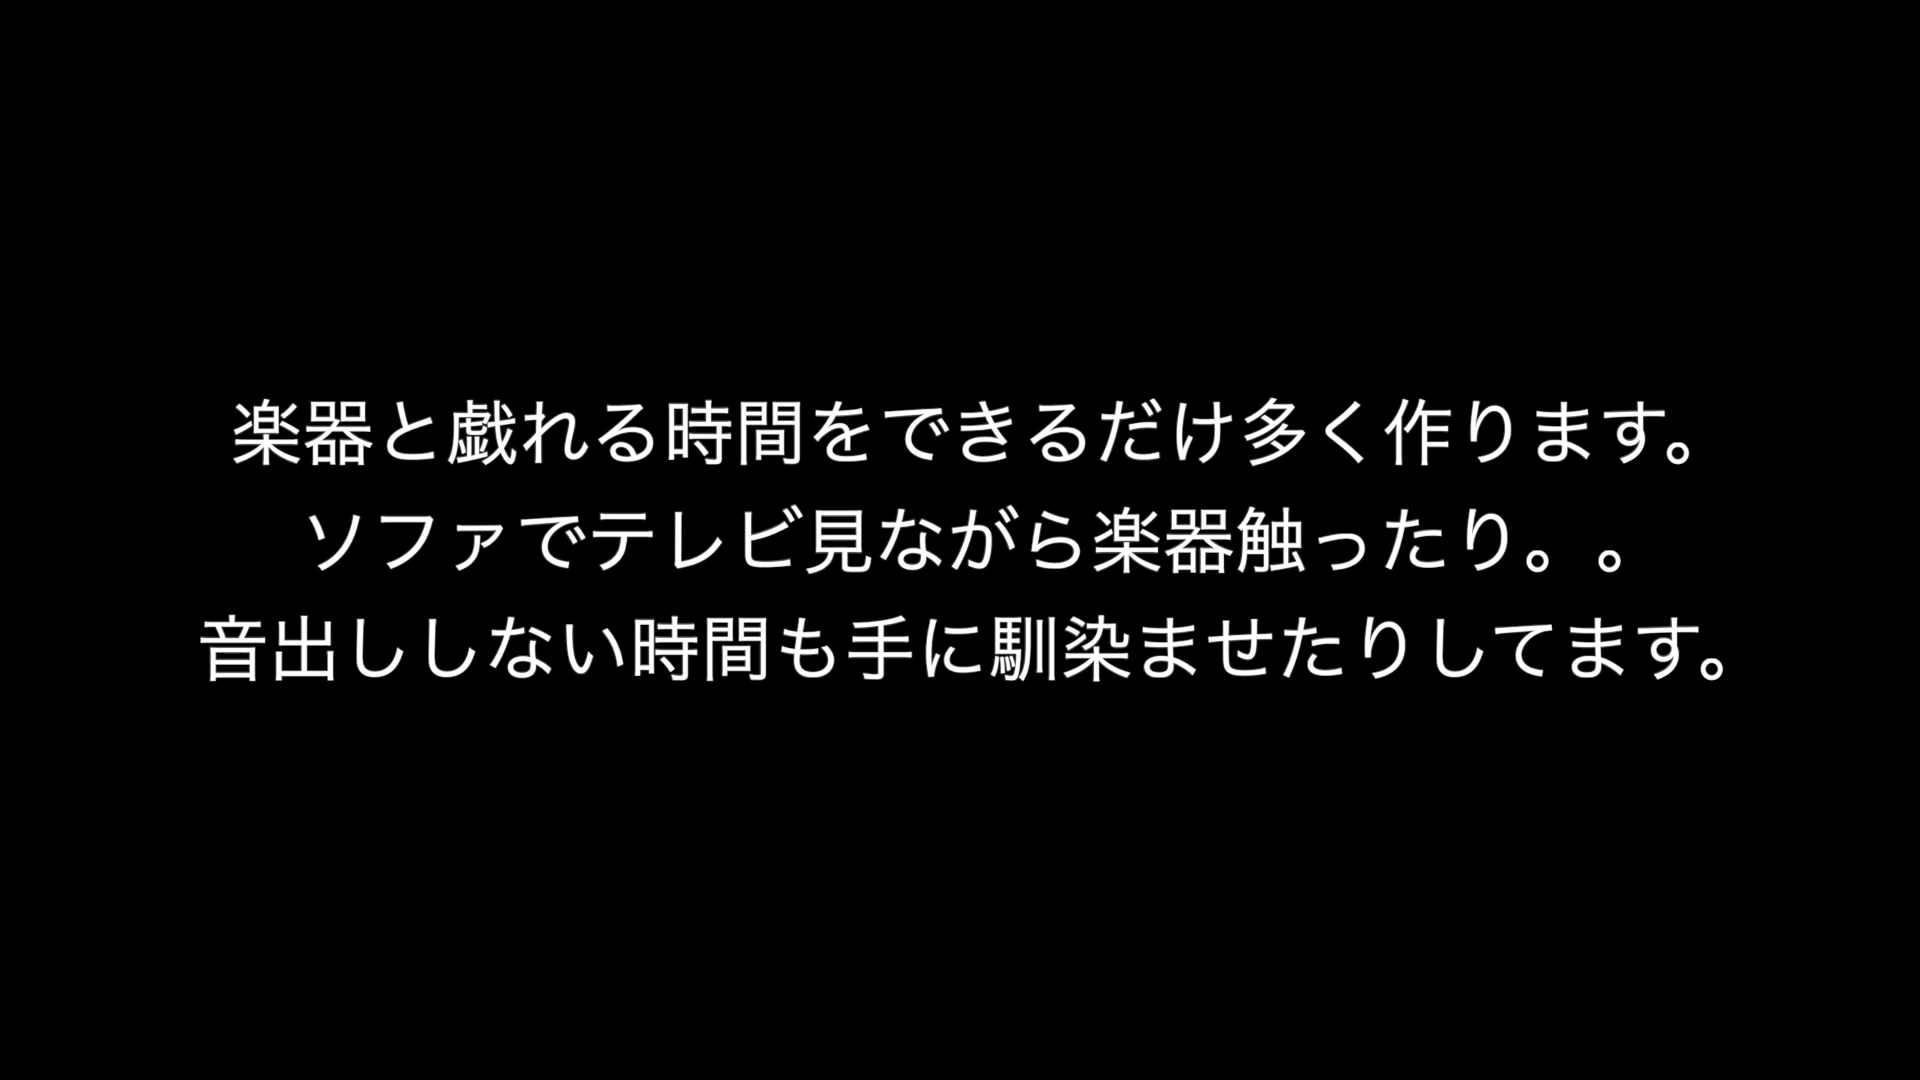 楽器と戯れる時間をできるだけ多く作ります。
ソファでテレビ見ながら楽器触ったり。。
音出ししない時間も手に馴染ませたりしてます。